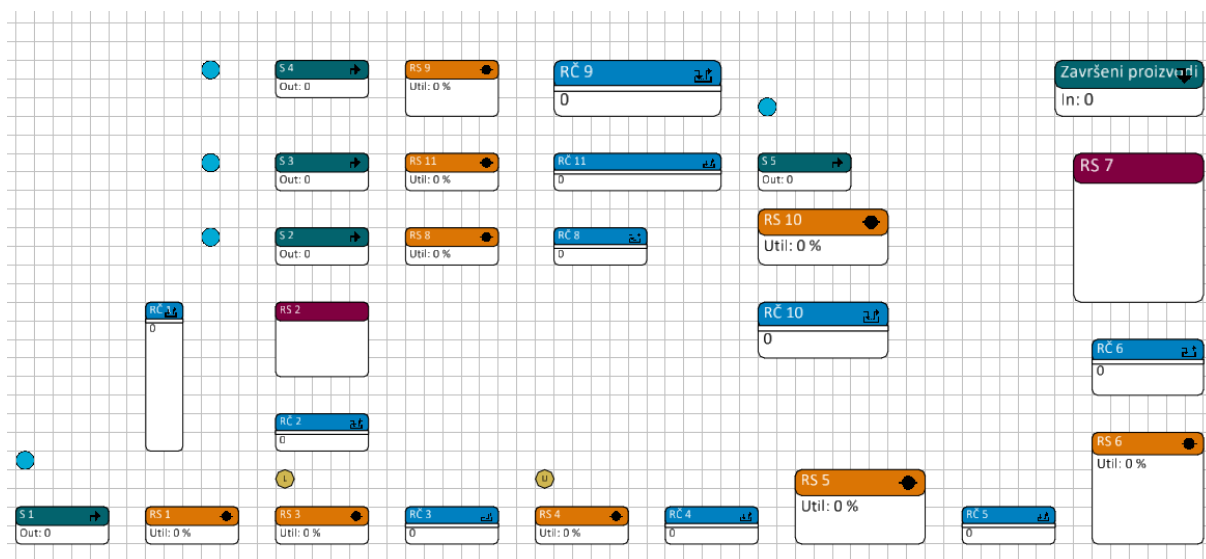 S 4
Out: 0
RS 9
Util: 0 %
RČ 9
0
Završeni proizvodi
In: 0
S 3
Out: 0
RS 11
Util: 0 %
RČ 11
0
S 5
Out: 0
RS 7
S 2
Out: 0
RS 8
Util: 0 %
RČ 8
0
RS 10
Util: 0 %
RČ 1
0
RS 2
RČ 10
0
RČ 6
0
RČ 2
0
RS 6
Util: 0 %
L
U
RS 5
Util: 0 %
S 1
Out: 0
RS 1
Util: 0 %
RS 3
Util: 0 %
RČ 3
0
RS 4
Util: 0 %
RČ 4
0
RČ 5
0